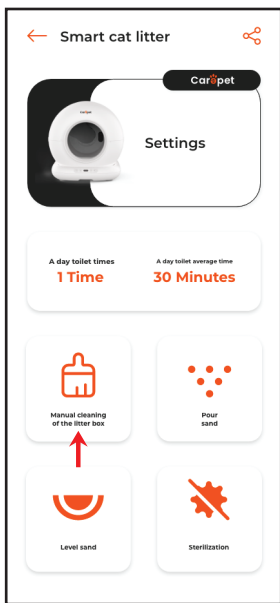 Smart cat litter
Carepet
Settings
A day toilet times
1 Time
A day toilet average time
30 Minutes
Manual cleaning
of the litter box
Pour
sand
Level sand
Sterilization